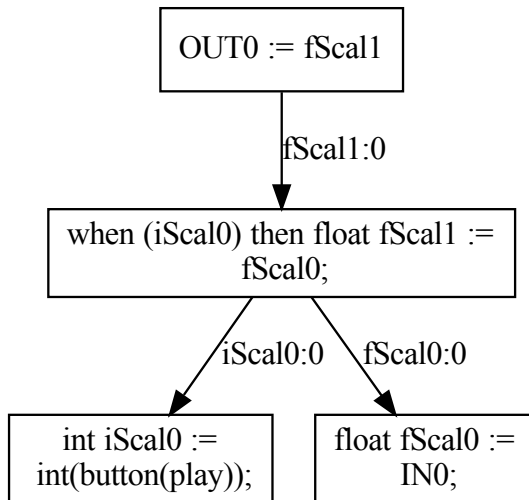 OUT0 := fScal1
fScal1:0
when (iScal0) then float fScal1 :=
fScal0;
iScal0:0
fScal0:0
int iScal0 :=
int(button(play));
float fScal0 :=
IN0;